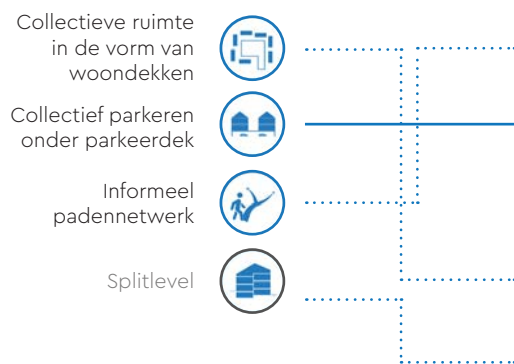 Collectieve ruimte
in de vorm van
woondekken
Collectief parkeren
onder parkeerdek
Informeel
padennetwerk
Splitlevel